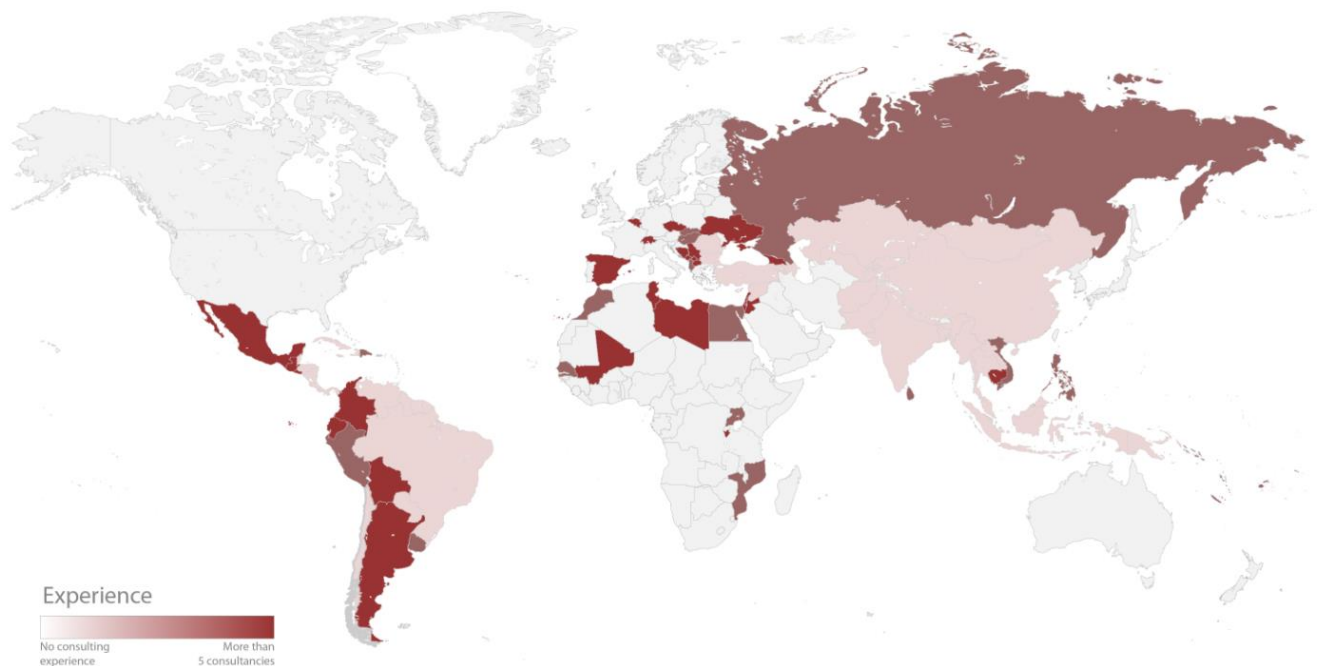 Experience
No consulting
experience
More than
5 consultancies